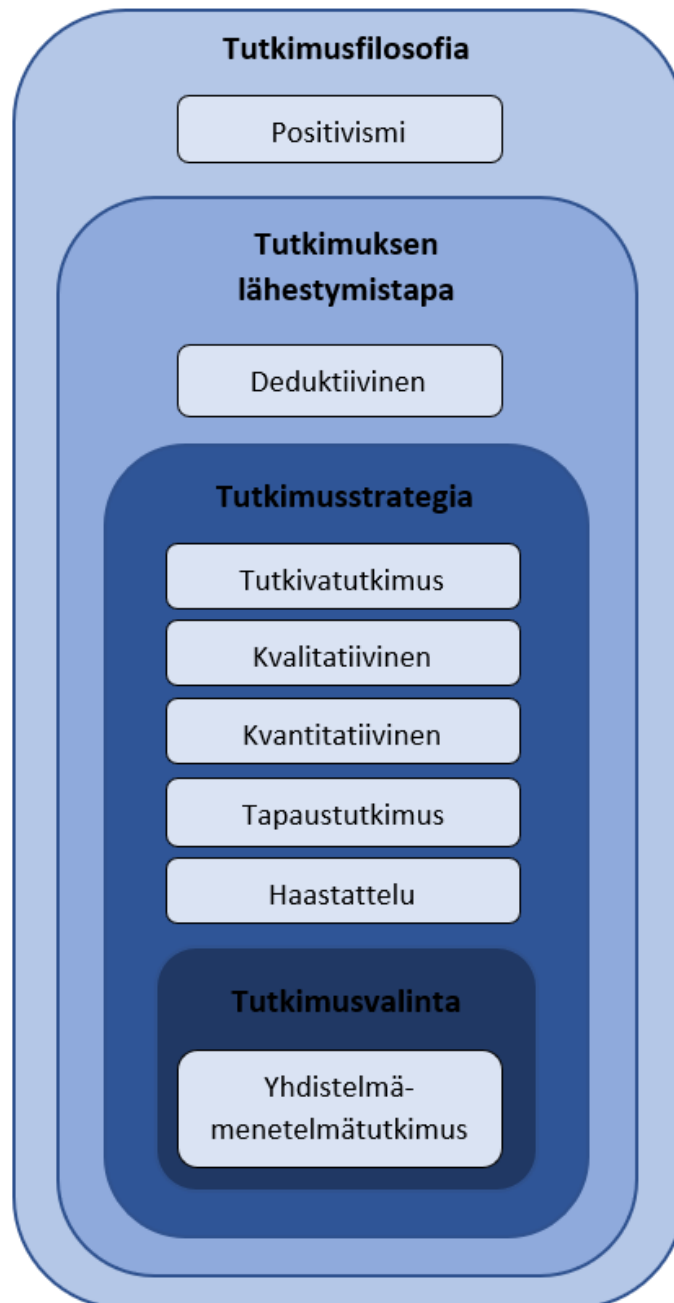 Tutkimusfilosofia
Positivismi
Tutkimuksen
lähestymistapa
Deduktiivinen
Tutkimusstrategia
Tutkivatutkimus
Kvalitatiivinen
Kvantitatiivinen
Tapaustutkimus
Haastattelu
Tutkimusvalinta
Yhdistelmä-
menetelmätutkimus